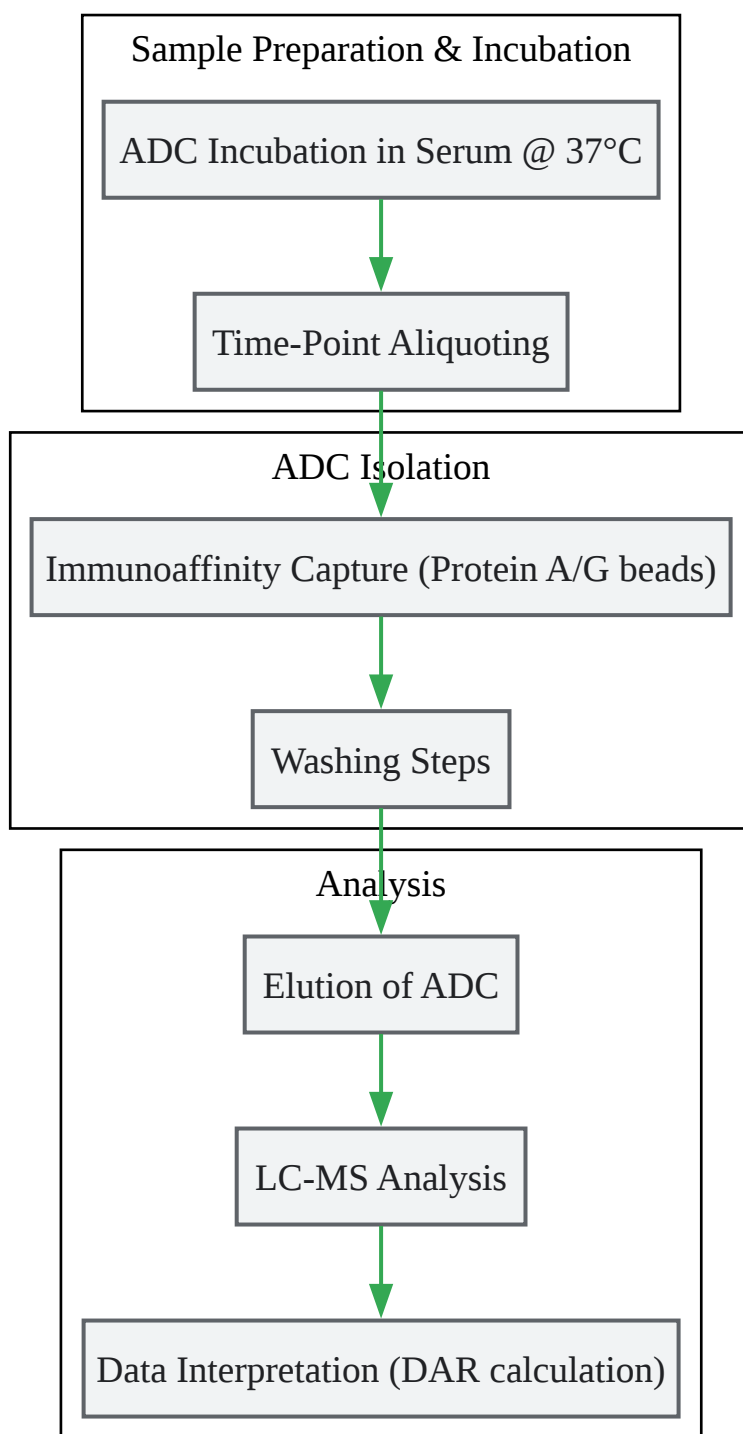 Sample Preparation & Incubation
ADC Incubation in Serum @ 37°C
Time-Point Aliquoting
ADC Isolation
Immunoaffinity Capture (Protein A/G beads)
Washing Steps
Analysis
Elution of ADC
LC-MS Analysis
Data Interpretation (DAR calculation)